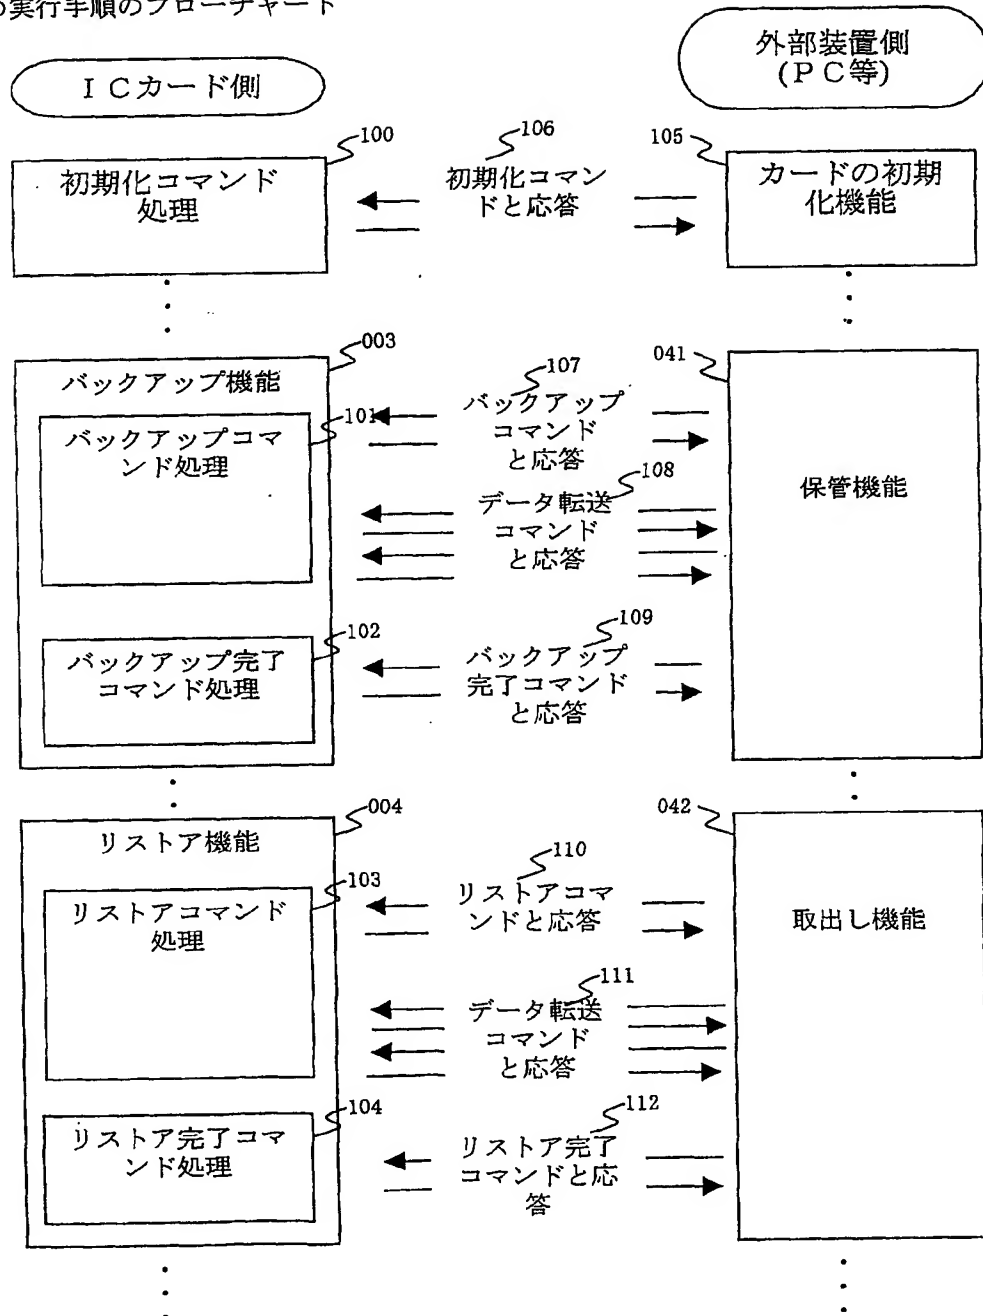 の実行手順のフローチャート
外部装置側
(PC等)
ICカード側
100
106
105
初期化コマンド
処理
初期化コマン
ドと応答
カードの初期
化機能
003
107
041
バックアップ機能
101
バックアップコマ
ンド処理
バックアップ
コマンド
と応答
108
データ転送
コマンド
と応答
保管機能
102
109
バックアップ完了
コマンド処理
バックアップ
完了コマンド
と応答
004
042
リストア機能
110
103
リストアコマンド
処理
リストアコマ
ンドと応答
取出し機能
111
データ転送
コマンド
と応答
104
112
リストア完了コマ
ンド処理
リストア完了
コマンドと応
答